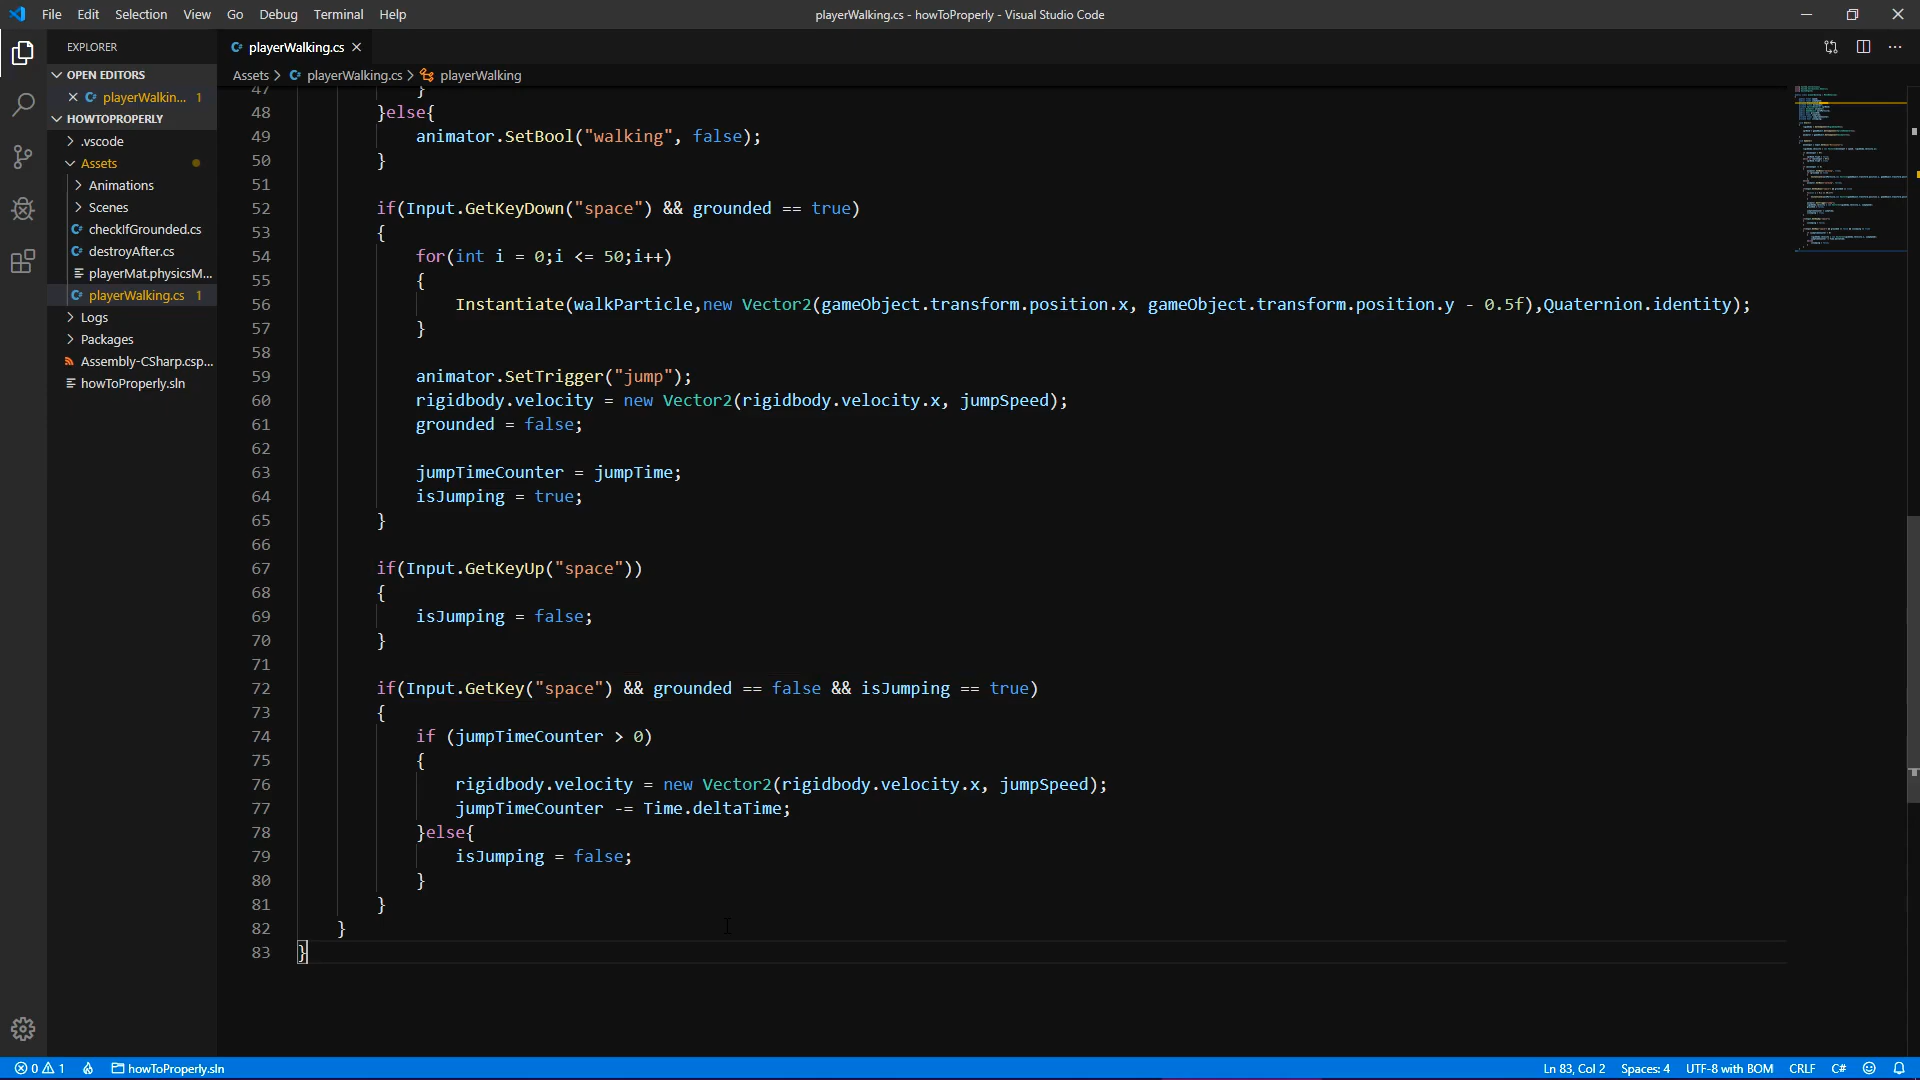 File Edit Selection View Go Debug Terminal Help
playerWalking.cs - howToProperly - Visual Studio Code
EXPLORER
OPEN EDITORS
playerWalkin... 1
HOWTOPROPERLY
.vscode
Assets
Animations
Scenes
checkIfGrounded.cs
destroyAfter.cs
playerMat.physicsM...
playerWalking.cs 1
Logs
Packages
Assembly-CSharp.csp...
howToProperly.sln
playerWalking.cs
Assets > playerWalking.cs > playerWalking
47 }
48 }else{
49 animator.SetBool("walking", false);
50 }
51
52 if(Input.GetKeyDown("space") && grounded == true)
53 {
54 for(int i = 0;i <= 50;i++)
55 {
56 Instantiate(walkParticle,new Vector2(gameObject.transform.position.x, gameObject.transform.position.y - 0.5f),Quaternion.identity);
57 }
58
59 animator.SetTrigger("jump");
60 rigidbody.velocity = new Vector2(rigidbody.velocity.x, jumpSpeed);
61 grounded = false;
62
63 jumpTimeCounter = jumpTime;
64 isJumping = true;
65 }
66
67 if(Input.GetKeyUp("space"))
68 {
69 isJumping = false;
70 }
71
72 if(Input.GetKey("space") && grounded == false && isJumping == true)
73 {
74 if (jumpTimeCounter > 0)
75 {
76 rigidbody.velocity = new Vector2(rigidbody.velocity.x, jumpSpeed);
77 jumpTimeCounter -= Time.deltaTime;
78 }else{
79 isJumping = false;
80 }
81 }
82 }
83 }
0 1 howToProperly.sln
Ln 83, Col 2 Spaces: 4 UTF-8 with BOM CRLF C#